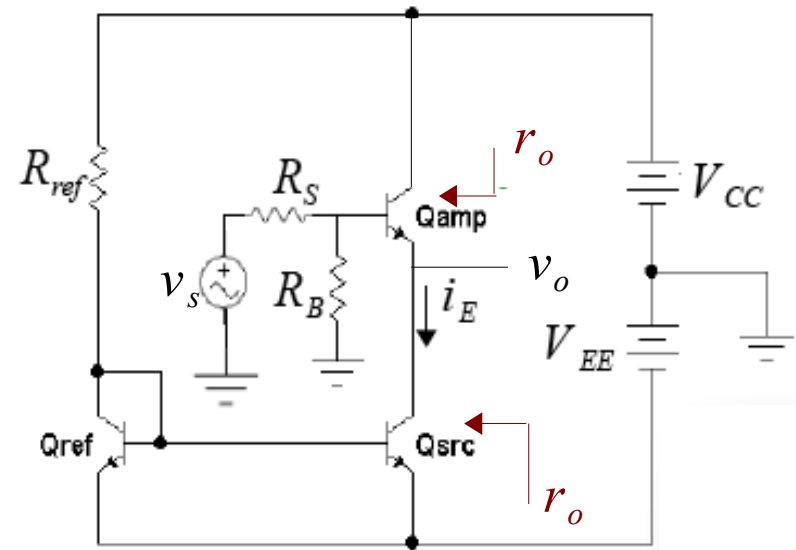 r_o
R_ref
R_S
V_CC
Qamp
v_s
R_B
v_o
i_E
V_EE
Qref
Qsrc
r_o